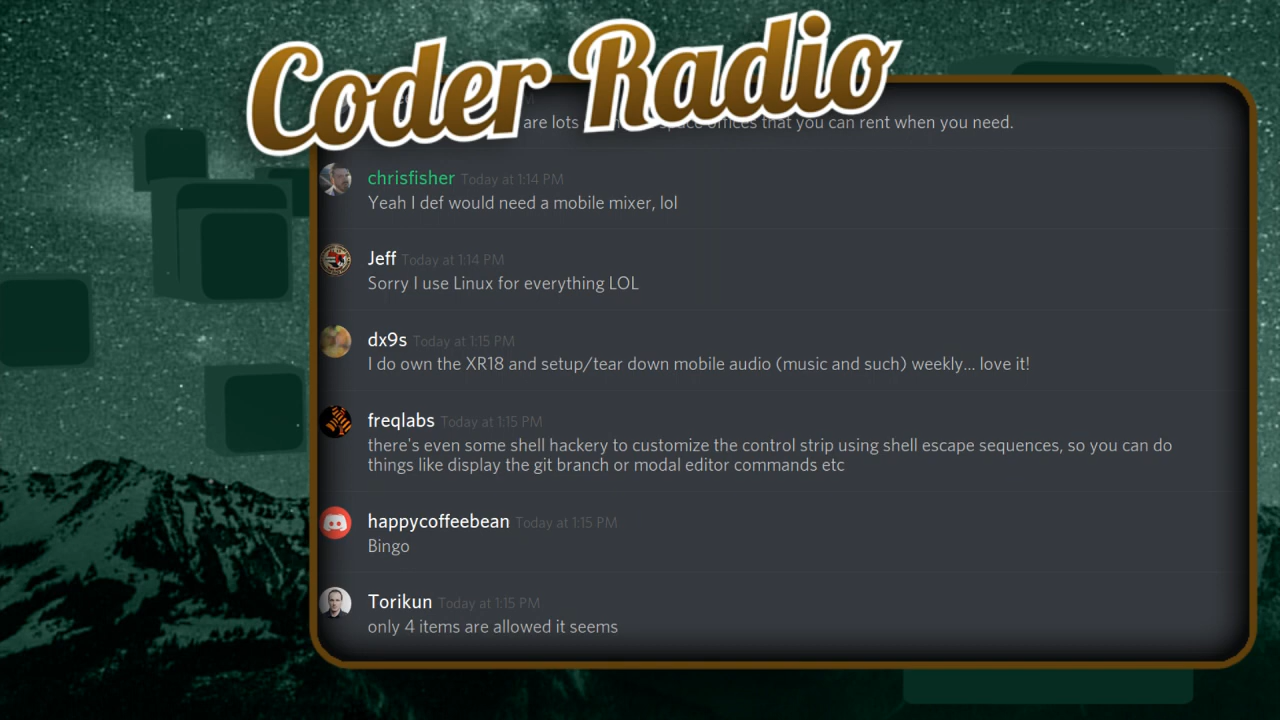 Coder Radio
are lots
offices that you can rent when you need.
chrisfisher Today at 1:14 PM
Yeah I def would need a mobile mixer, lol
Jeff Today at 1:14 PM
Sorry I use Linux for everything LOL
dx9s Today at 1:15 PM
I do own the XR18 and setup/tear down mobile audio (music and such) weekly... love it!
freqlabs Today at 1:15 PM
there's even some shell hackery to customize the control strip using shell escape sequences, so you can do
things like display the git branch or modal editor commands etc
happycoffeebean Today at 1:15 PM
Bingo
Torikun Today at 1:15 PM
only 4 items are allowed it seems